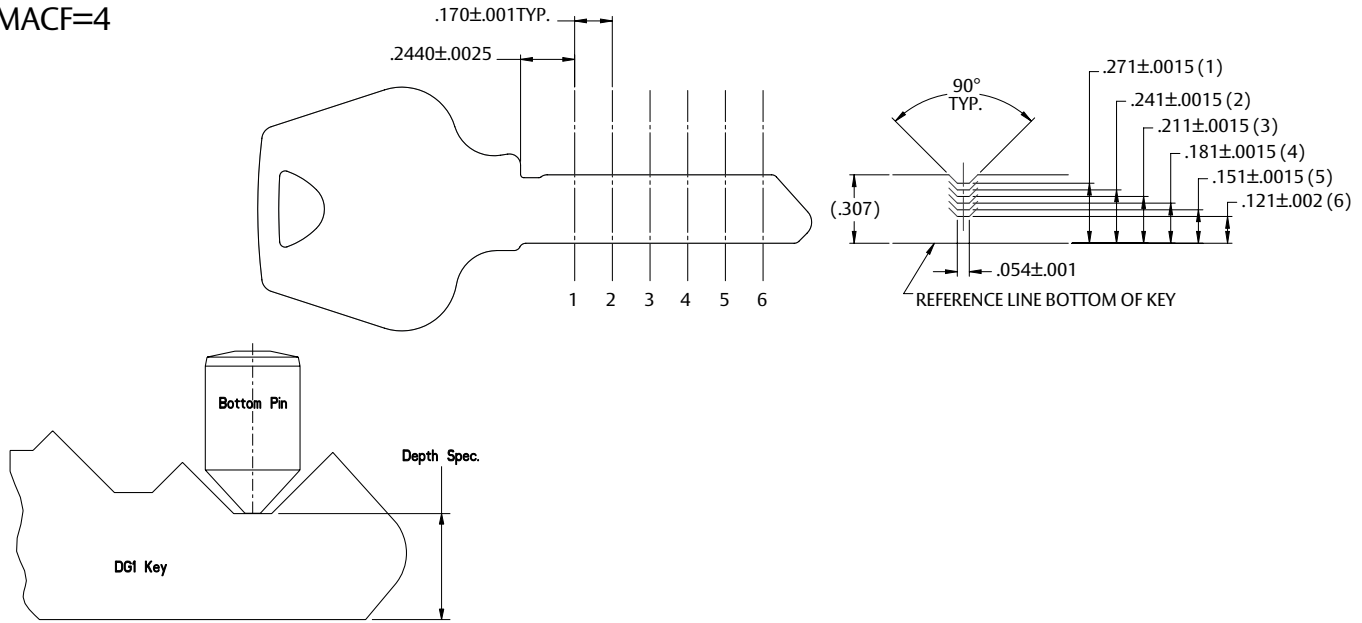 MACF=4
.170±.001TYP.
.2440±.0025
90°
TYP.
.271±.0015 (1)
.241±.0015 (2)
.211±.0015 (3)
.181±.0015 (4)
.151±.0015 (5)
.121±.002 (6)
(.307)
.054±.001
REFERENCE LINE BOTTOM OF KEY
1 2 3 4 5 6
Bottom Pin
Depth Spec.
DG1 Key